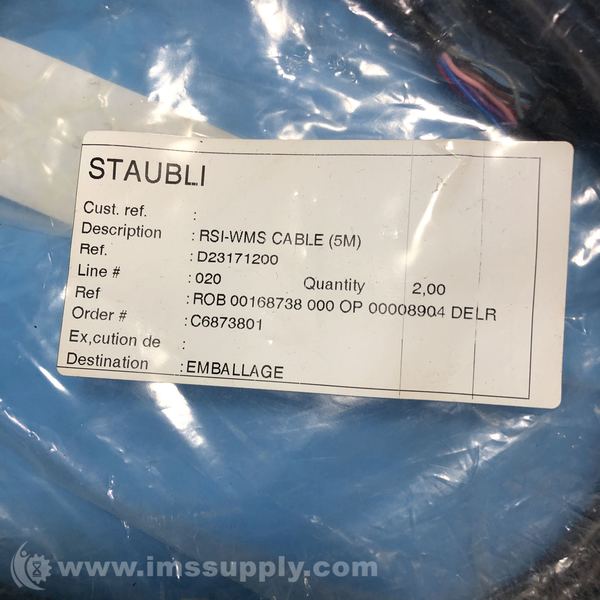 STAUBLI
Cust. ref. :
Description : RSI-WMS CABLE (5M)
Ref. : D23171200
Line # : 020 Quantity 2,00
Ref : ROB 00168738 000 OP 00008904 DELR
Order # : C6873801
Ex,cution de :
Destination : EMBALLAGE
www.imssupply.com